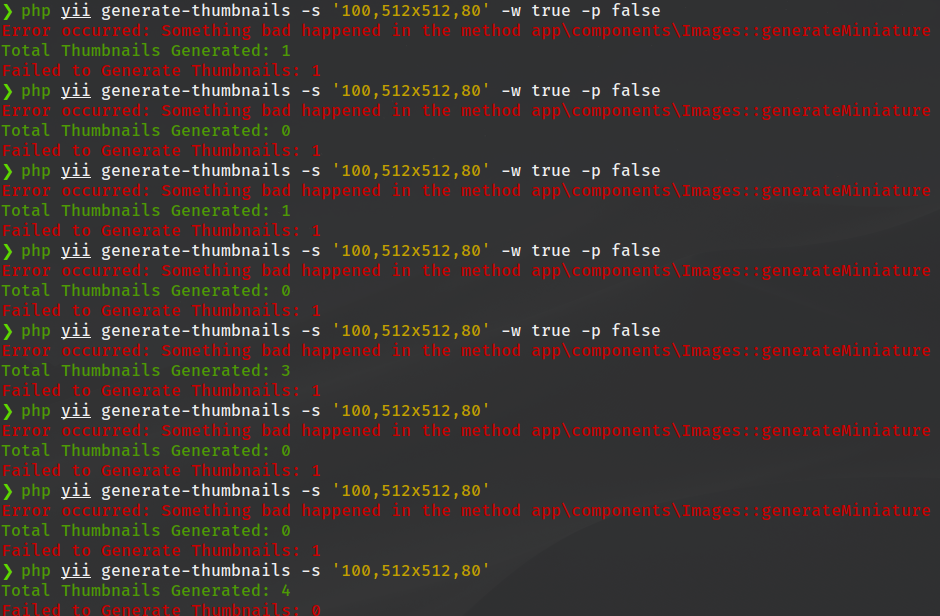 ❯ php yii generate-thumbnails -s '100,512x512,80' -w true -p false
Error occurred: Something bad happened in the method app\components\Images::generateMiniature
Total Thumbnails Generated: 1
Failed to Generate Thumbnails: 1
❯ php yii generate-thumbnails -s '100,512x512,80' -w true -p false
Error occurred: Something bad happened in the method app\components\Images::generateMiniature
Total Thumbnails Generated: 0
Failed to Generate Thumbnails: 1
❯ php yii generate-thumbnails -s '100,512x512,80' -w true -p false
Error occurred: Something bad happened in the method app\components\Images::generateMiniature
Total Thumbnails Generated: 1
Failed to Generate Thumbnails: 1
❯ php yii generate-thumbnails -s '100,512x512,80' -w true -p false
Error occurred: Something bad happened in the method app\components\Images::generateMiniature
Total Thumbnails Generated: 0
Failed to Generate Thumbnails: 1
❯ php yii generate-thumbnails -s '100,512x512,80' -w true -p false
Error occurred: Something bad happened in the method app\components\Images::generateMiniature
Total Thumbnails Generated: 3
Failed to Generate Thumbnails: 1
❯ php yii generate-thumbnails -s '100,512x512,80'
Error occurred: Something bad happened in the method app\components\Images::generateMiniature
Total Thumbnails Generated: 0
Failed to Generate Thumbnails: 1
❯ php yii generate-thumbnails -s '100,512x512,80'
Error occurred: Something bad happened in the method app\components\Images::generateMiniature
Total Thumbnails Generated: 0
Failed to Generate Thumbnails: 1
❯ php yii generate-thumbnails -s '100,512x512,80'
Total Thumbnails Generated: 4
Failed to Generate Thumbnails: 0